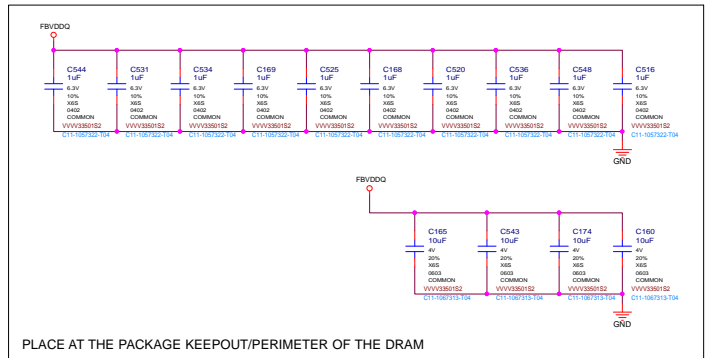 FBVDDQ
C544
1uF
6.3V
10%
X6S
0402
COMMON
VVVV33501S2
C11-1057322-T04
C531
1uF
6.3V
10%
X6S
0402
COMMON
VVVV33501S2
C11-1057322-T04
C534
1uF
6.3V
10%
X6S
0402
COMMON
VVVV33501S2
C11-1057322-T04
C169
1uF
6.3V
10%
X6S
0402
COMMON
VVVV33501S2
C11-1057322-T04
C525
1uF
6.3V
10%
X6S
0402
COMMON
VVVV33501S2
C11-1057322-T04
C168
1uF
6.3V
10%
X6S
0402
COMMON
VVVV33501S2
C11-1057322-T04
C520
1uF
6.3V
10%
X6S
0402
COMMON
VVVV33501S2
C11-1057322-T04
C536
1uF
6.3V
10%
X6S
0402
COMMON
VVVV33501S2
C11-1057322-T04
C548
1uF
6.3V
10%
X6S
0402
COMMON
VVVV33501S2
C11-1057322-T04
C516
1uF
6.3V
10%
X6S
0402
COMMON
VVVV33501S2
C11-1057322-T04
GND
FBVDDQ
C165
10uF
4V
20%
X6S
0603
COMMON
VVVV33501S2
C11-1067313-T04
C543
10uF
4V
20%
X6S
0603
COMMON
VVVV33501S2
C11-1067313-T04
C174
10uF
4V
20%
X6S
0603
COMMON
VVVV33501S2
C11-1067313-T04
C160
10uF
4V
20%
X6S
0603
COMMON
VVVV33501S2
C11-1067313-T04
GND
PLACE AT THE PACKAGE KEEPOUT/PERIMETER OF THE DRAM